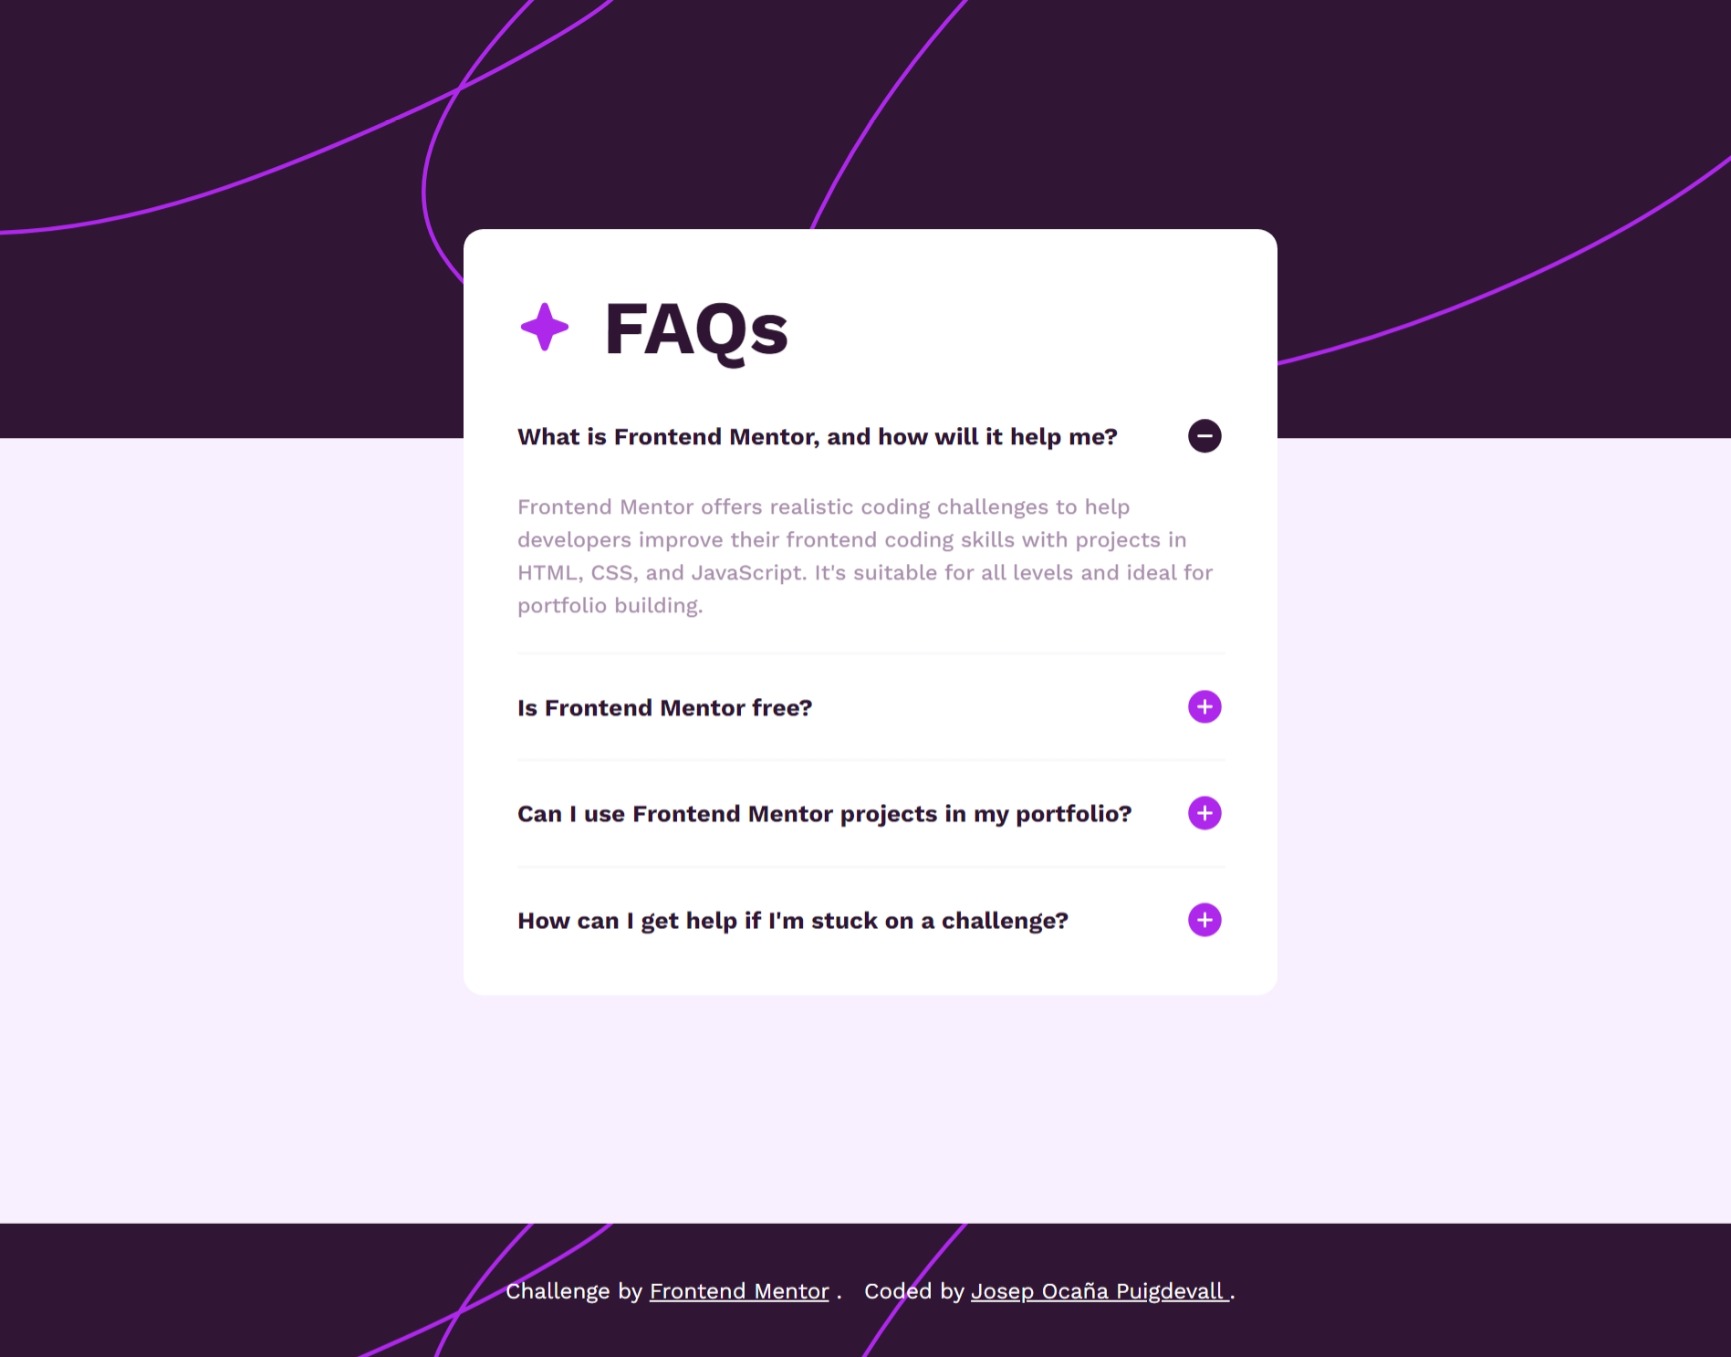 FAQs
What is Frontend Mentor, and how will it help me?
Frontend Mentor offers realistic coding challenges to help
developers improve their frontend coding skills with projects in
HTML, CSS, and JavaScript. It's suitable for all levels and ideal for
portfolio building.
Is Frontend Mentor free?
Can I use Frontend Mentor projects in my portfolio?
How can I get help if I'm stuck on a challenge?
Challenge by Frontend Mentor . Coded by Josep Ocaña Puigdevall .